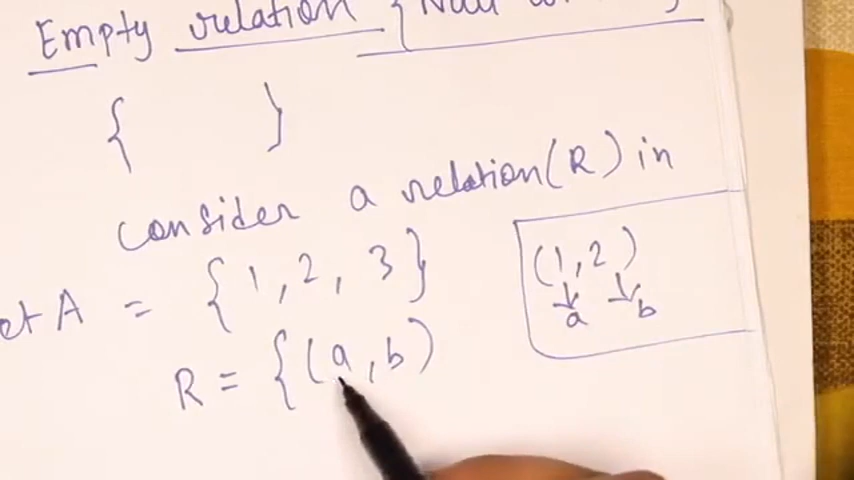 Empty relation {
{ }
consider a relation(R) in
et A = {1, 2, 3}
(1,2)
a b
R = {(a,b)